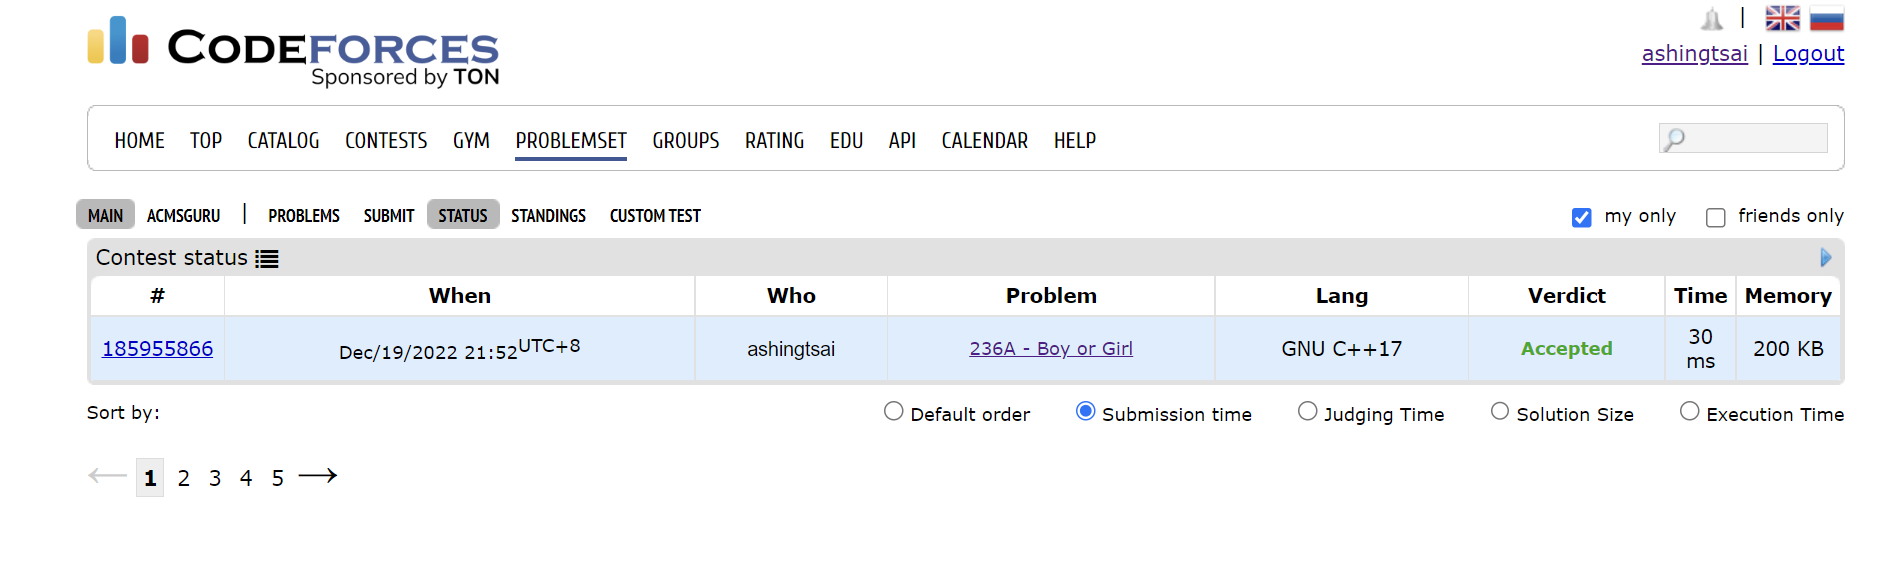 |
ashingtsai | Logout
CODEFORCES
Sponsored by TON
HOME TOP CATALOG CONTESTS GYM PROBLEMSET GROUPS RATING EDU API CALENDAR HELP
MAIN ACMSGURU | PROBLEMS SUBMIT STATUS STANDINGS CUSTOM TEST my only friends only
Contest status
# When Who Problem Lang Verdict Time Memory
185955866 Dec/19/2022 21:52UTC+8 ashingtsai 236A - Boy or Girl GNU C++17 Accepted 30 ms 200 KB
Sort by: Default order Submission time Judging Time Solution Size Execution Time
← 1 2 3 4 5 →